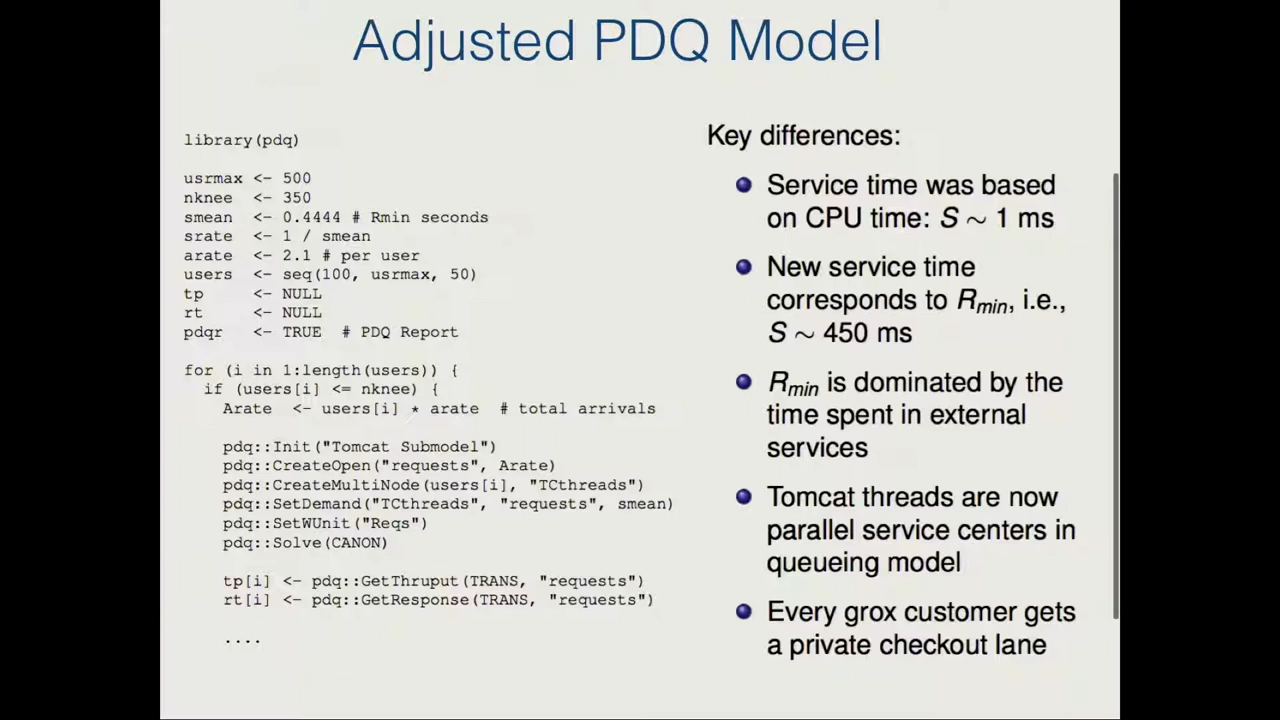 Adjusted PDQ Model
library(pdq)
usrmax <- 500
nknee <- 350
smean <- 0.4444 # Rmin seconds
srate <- 1 / smean
arate <- 2.1 # per user
users <- seq(100, usrmax, 50)
tp <- NULL
rt <- NULL
pdqr <- TRUE # PDQ Report
for (i in 1:length(users)) {
if (users[i] <= nknee) {
Arate <- users[i] * arate # total arrivals
pdq::Init("Tomcat Submodel")
pdq::CreateOpen("requests", Arate)
pdq::CreateMultiNode(users[i], "TCthreads")
pdq::SetDemand("TCthreads", "requests", smean)
pdq::SetWUnit("Reqs")
pdq::Solve(CANON)
tp[i] <- pdq::GetThruput(TRANS, "requests")
rt[i] <- pdq::GetResponse(TRANS, "requests")
....
Key differences:
Service time was based
on CPU time: S ∼ 1 ms
New service time
corresponds to Rmin, i.e.,
S ∼ 450 ms
Rmin is dominated by the
time spent in external
services
Tomcat threads are now
parallel service centers in
queueing model
Every grox customer gets
a private checkout lane